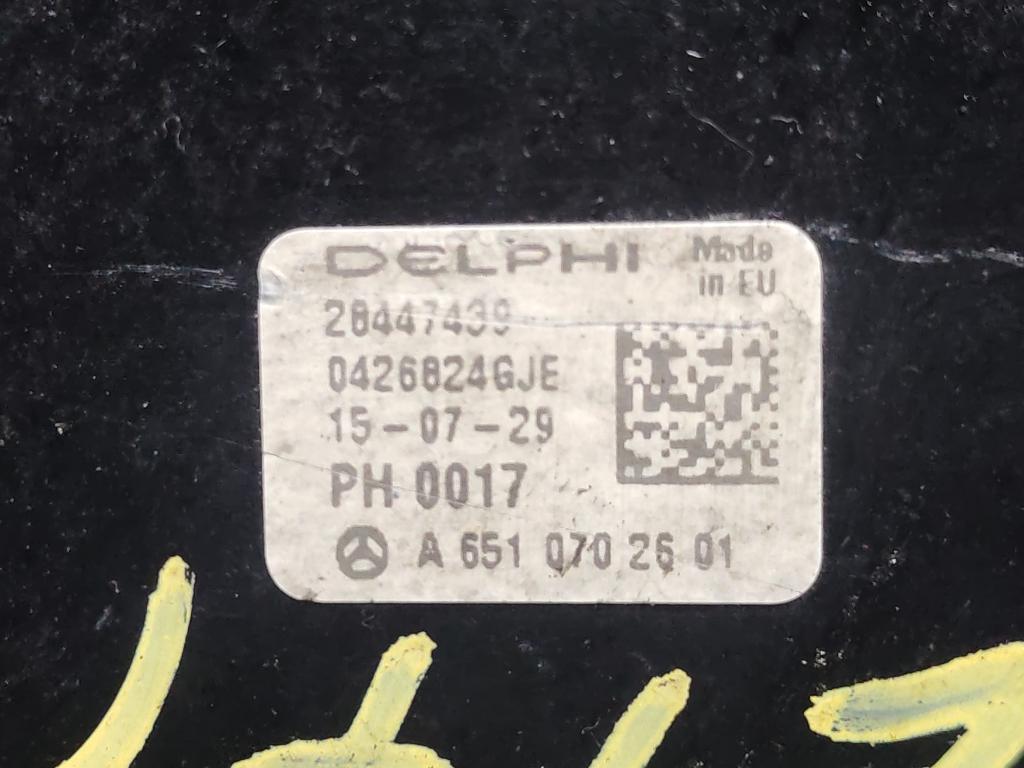 DELPHI
Made
in EU
28447439
0426824GJE
15-07-29
PH 0017
A 651 070 26 01